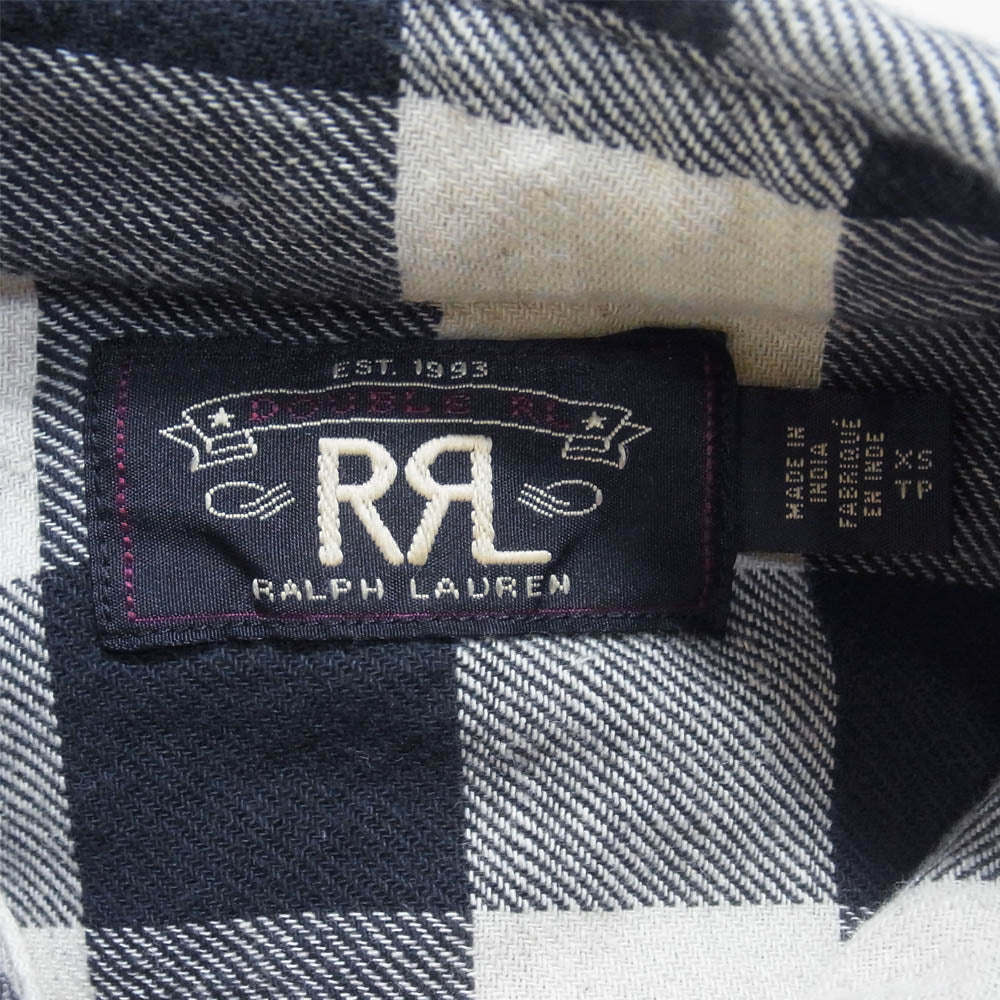 EST. 1993
DOUBLE RL
RRL
RALPH LAUREN
MADE IN
INDIA
FABRIQUÉ
EN INDE
XS
TP